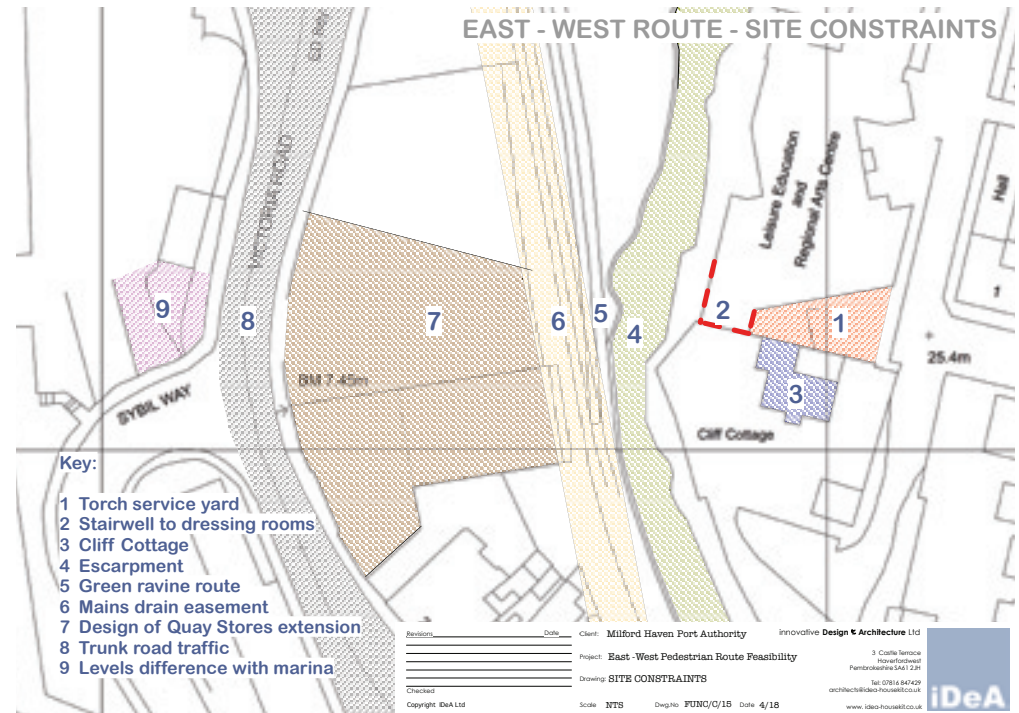 EAST - WEST ROUTE - SITE CONSTRAINTS
VICTORIA ROAD
Leisure Education
and
Regional Arts Centre
Hall
1
9
8
7
6
5
4
2
1
3
25.4m
BM 7.45m
SYBIL WAY
Cliff Cottage
Key:
1 Torch service yard
2 Stairwell to dressing rooms
3 Cliff Cottage
4 Escarpment
5 Green ravine route
6 Mains drain easement
7 Design of Quay Stores extension
8 Trunk road traffic
9 Levels difference with marina
Revisions Date
Checked
Copyright IDeA Ltd
Client: Milford Haven Port Authority
Project: East -West Pedestrian Route Feasibility
Drawing: SITE CONSTRAINTS
Scale NTS Dwg.No FUNC/C/15 Date 4/18
innovative Design & Architecture Ltd
3 Castle Terrace
Haverfordwest
Pembrokeshire SA61 2JH
Tel: 07816 847429
architects@idea-housekit.co.uk
www. idea-housekit.co.uk
iDeA